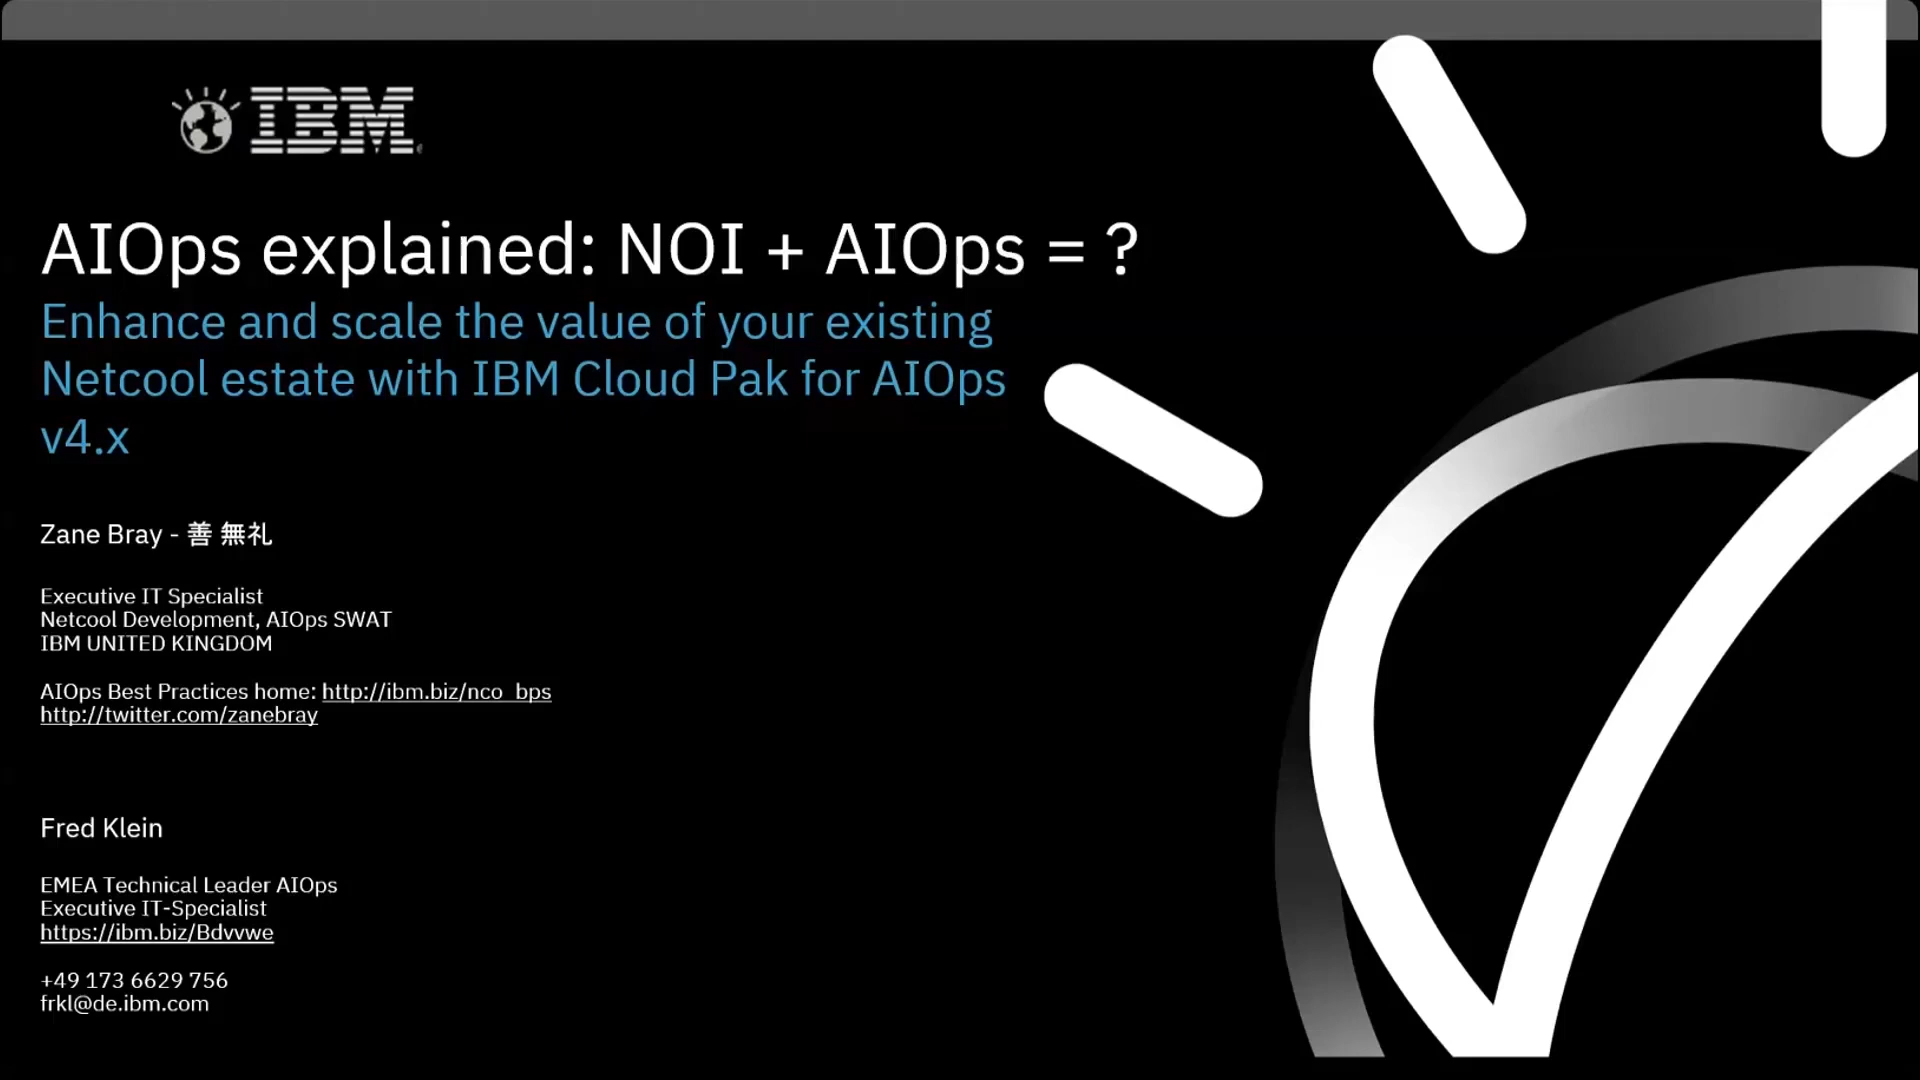 IBM
AIOps explained: NOI + AIOps = ?
Enhance and scale the value of your existing
Netcool estate with IBM Cloud Pak for AIOps
v4.x
Zane Bray - 善 無礼
Executive IT Specialist
Netcool Development, AIOps SWAT
IBM UNITED KINGDOM
AIOps Best Practices home: http://ibm.biz/nco_bps
http://twitter.com/zanebray
Fred Klein
EMEA Technical Leader AIOps
Executive IT-Specialist
https://ibm.biz/Bdvvwe
+49 173 6629 756
frkl@de.ibm.com